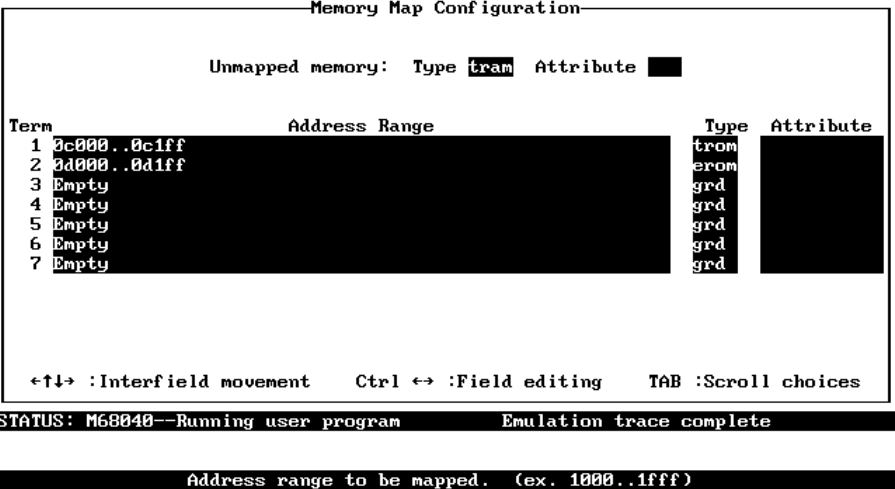 Memory Map Configuration
Unmapped memory: Type tram Attribute
Term Address Range Type Attribute
1 0c000..0c1ff trom
2 0d000..0d1ff erom
3 Empty grd
4 Empty grd
5 Empty grd
6 Empty grd
7 Empty grd
←↑↓→ :Interfield movement Ctrl ↔ :Field editing TAB :Scroll choices
STATUS: M68040--Running user program Emulation trace complete
Address range to be mapped. (ex. 1000..1fff)